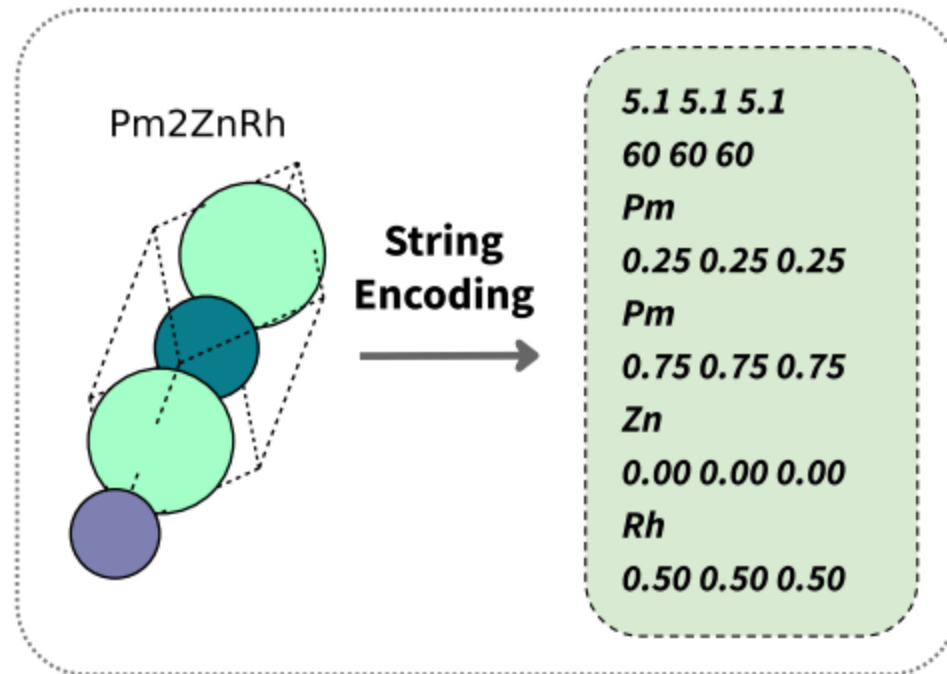 Pm2ZnRh
String
Encoding
5.1 5.1 5.1
60 60 60
Pm
0.25 0.25 0.25
Pm
0.75 0.75 0.75
Zn
0.00 0.00 0.00
Rh
0.50 0.50 0.50